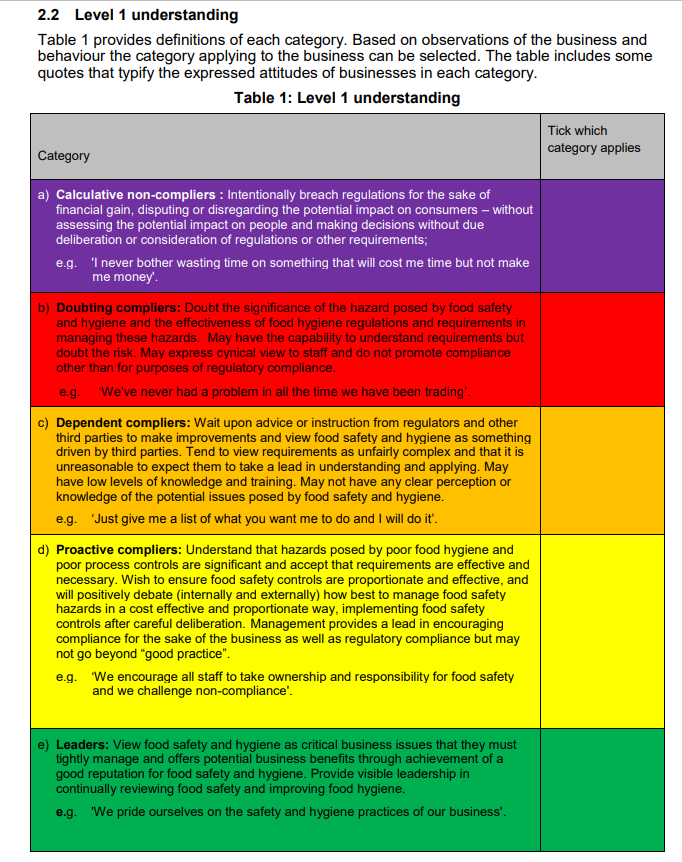 2.2 Level 1 understanding
Table 1 provides definitions of each category. Based on observations of the business and
behaviour the category applying to the business can be selected. The table includes some
quotes that typify the expressed attitudes of businesses in each category.
Table 1: Level 1 understanding
Category
Tick which
category applies
a) Calculative non-compliers : Intentionally breach regulations for the sake of
financial gain, disputing or disregarding the potential impact on consumers – without
assessing the potential impact on people and making decisions without due
deliberation or consideration of regulations or other requirements;
e.g. 'I never bother wasting time on something that will cost me time but not make
me money'.
b) Doubting compliers: Doubt the significance of the hazard posed by food safety
and hygiene and the effectiveness of food hygiene regulations and requirements in
managing these hazards. May have the capability to understand requirements but
doubt the risk. May express cynical view to staff and do not promote compliance
other than for purposes of regulatory compliance.
e.g. 'We've never had a problem in all the time we have been trading'.
c) Dependent compliers: Wait upon advice or instruction from regulators and other
third parties to make improvements and view food safety and hygiene as something
driven by third parties. Tend to view requirements as unfairly complex and that it is
unreasonable to expect them to take a lead in understanding and applying. May
have low levels of knowledge and training. May not have any clear perception or
knowledge of the potential issues posed by food safety and hygiene.
e.g. 'Just give me a list of what you want me to do and I will do it'.
d) Proactive compliers: Understand that hazards posed by poor food hygiene and
poor process controls are significant and accept that requirements are effective and
necessary. Wish to ensure food safety controls are proportionate and effective, and
will positively debate (internally and externally) how best to manage food safety
hazards in a cost effective and proportionate way, implementing food safety
controls after careful deliberation. Management provides a lead in encouraging
compliance for the sake of the business as well as regulatory compliance but may
not go beyond “good practice”.
e.g. 'We encourage all staff to take ownership and responsibility for food safety
and we challenge non-compliance'.
e) Leaders: View food safety and hygiene as critical business issues that they must
tightly manage and offers potential business benefits through achievement of a
good reputation for food safety and hygiene. Provide visible leadership in
continually reviewing food safety and improving food hygiene.
e.g. 'We pride ourselves on the safety and hygiene practices of our business'.